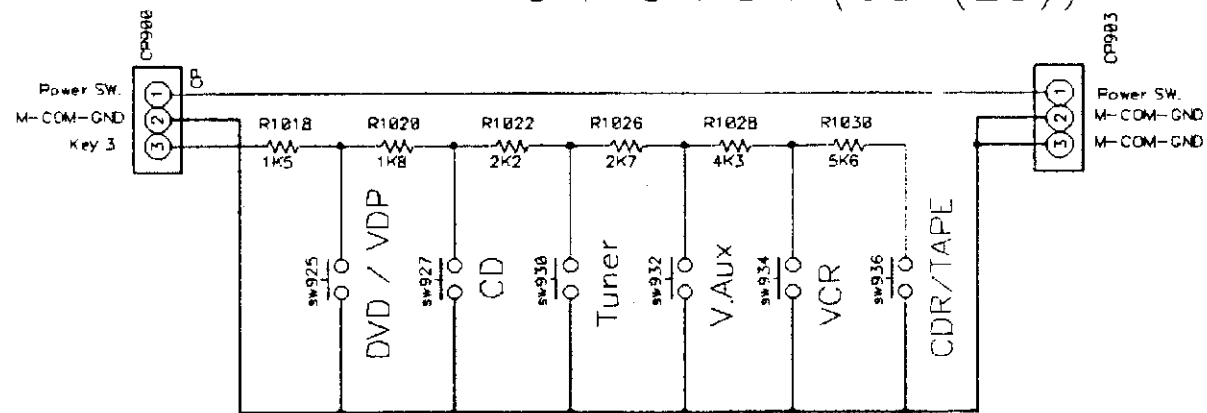 CP900
CP
CP903
Power SW.
M-COM-GND
Key 3
1
2
3
R1018
1K5
R1020
1K8
R1022
2K2
R1026
2K7
R1028
4K3
R1030
5K6
1
2
3
Power SW.
M-COM-GND
M-COM-GND
sw925
DVD / VDP
sw927
CD
sw930
Tuner
sw932
V.Aux
sw934
VCR
sw936
CDR/TAPE